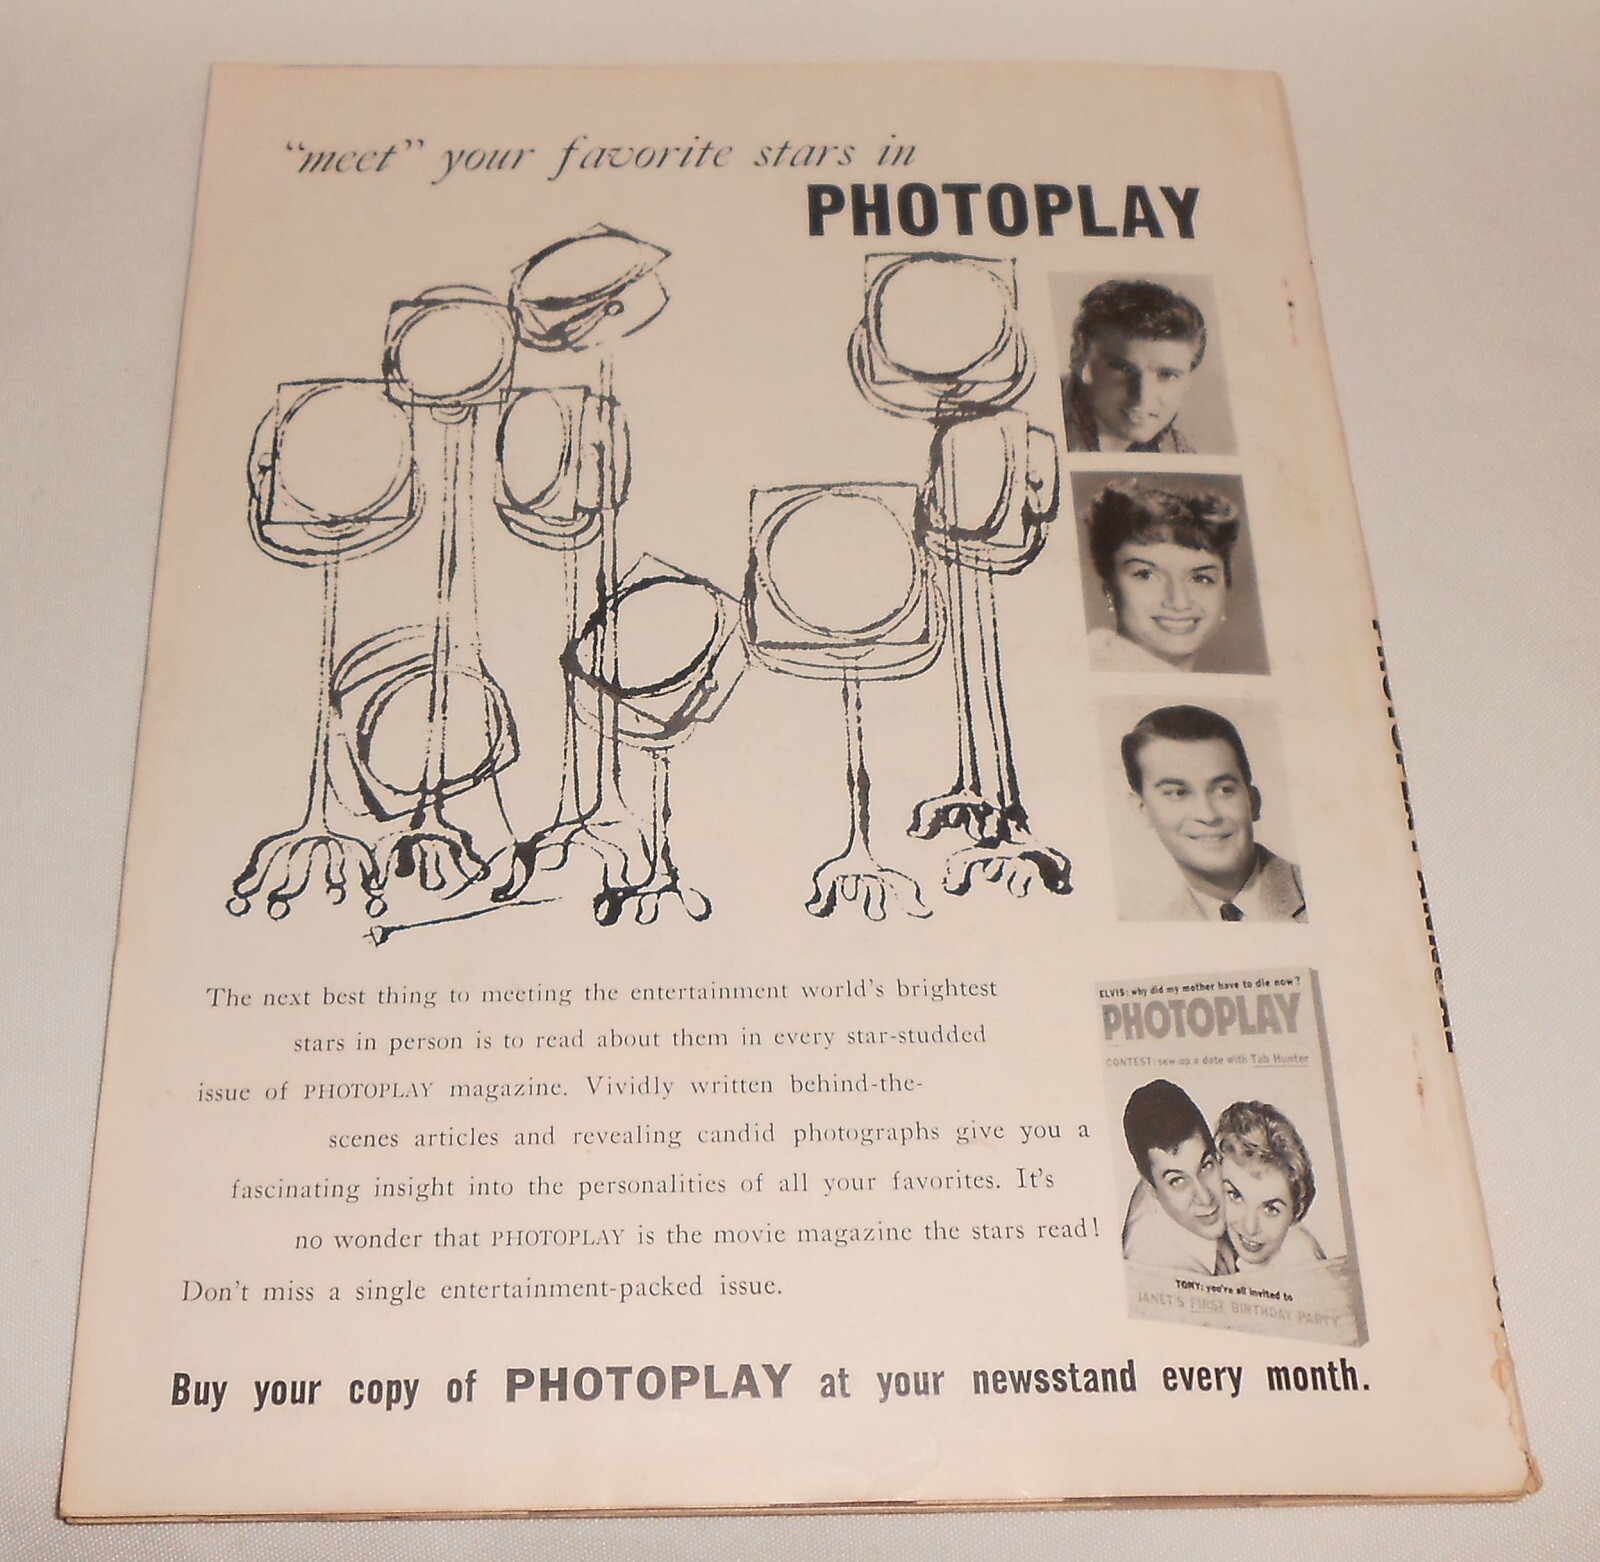 “meet” your favorite stars in
PHOTOPLAY
The next best thing to meeting the entertainment world's brightest
stars in person is to read about them in every star-studded
issue of PHOTOPLAY magazine. Vividly written behind-the-
scenes articles and revealing candid photographs give you a
fascinating insight into the personalities of all your favorites. It's
no wonder that PHOTOPLAY is the movie magazine the stars read!
Don't miss a single entertainment-packed issue.
ELVIS: why did my mother have to die now?
PHOTOPLAY
CONTEST: sew up a date with Tab Hunter
TONY: you're all invited to
JANET'S FIRST BIRTHDAY PARTY
Buy your copy of PHOTOPLAY at your newsstand every month.